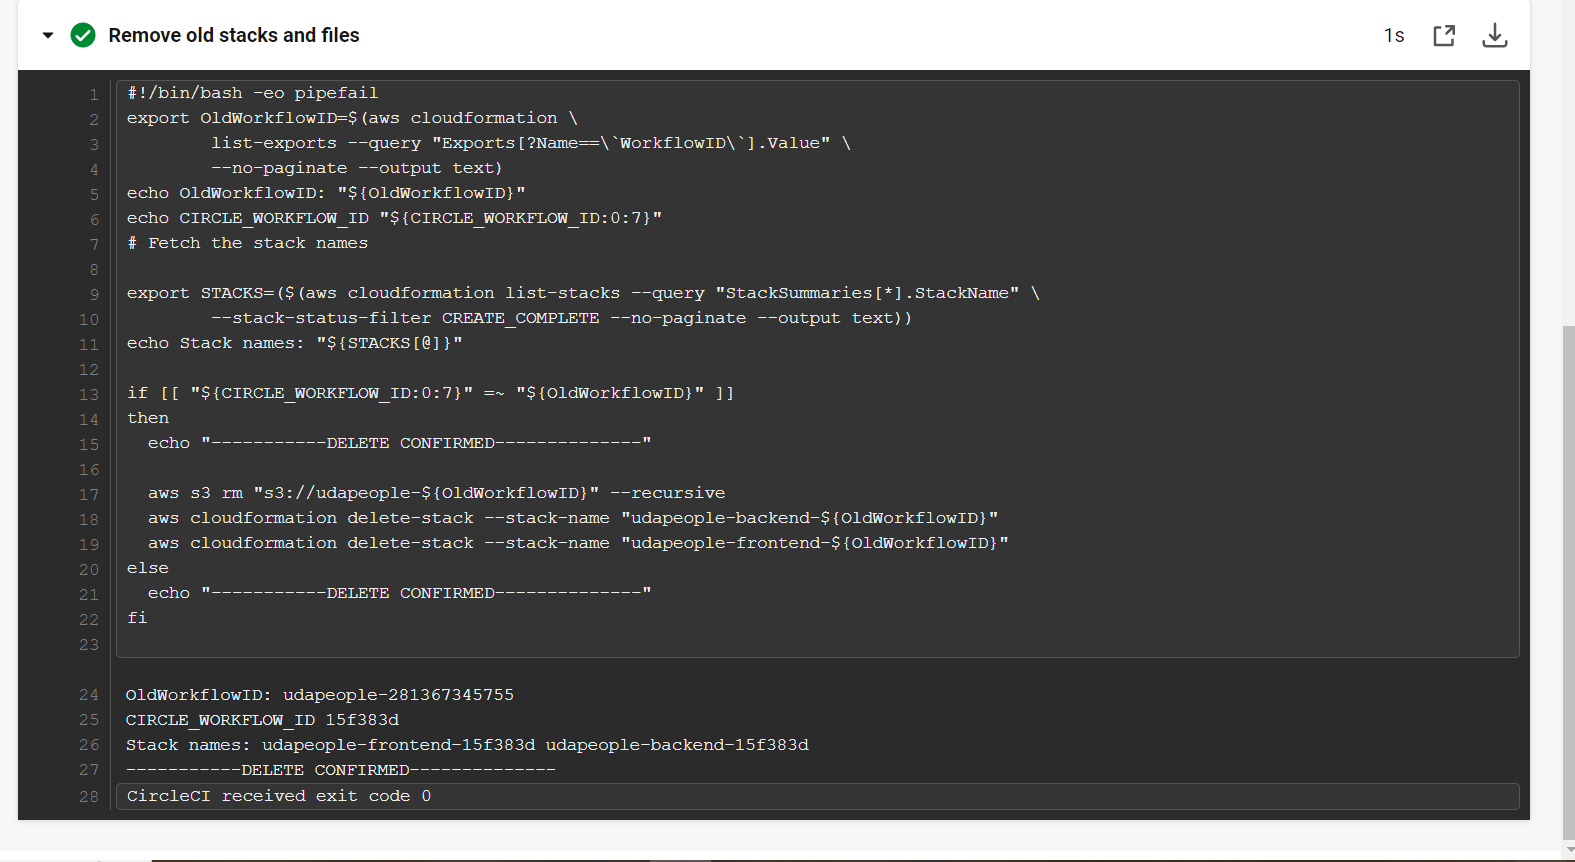 Remove old stacks and files
1s
1 #!/bin/bash -eo pipefail
2 export OldWorkflowID=$(aws cloudformation \
3         list-exports --query "Exports[?Name==\`WorkflowID\`].Value" \
4         --no-paginate --output text)
5 echo OldWorkflowID: "${OldWorkflowID}"
6 echo CIRCLE_WORKFLOW_ID "${CIRCLE_WORKFLOW_ID:0:7}"
7 # Fetch the stack names
8
9 export STACKS=($(aws cloudformation list-stacks --query "StackSummaries[*].StackName" \
10         --stack-status-filter CREATE_COMPLETE --no-paginate --output text))
11 echo Stack names: "${STACKS[@]}"
12
13 if [[ "${CIRCLE_WORKFLOW_ID:0:7}" =~ "${OldWorkflowID}" ]]
14 then
15   echo "-----------DELETE CONFIRMED--------------"
16
17   aws s3 rm "s3://udapeople-${OldWorkflowID}" --recursive
18   aws cloudformation delete-stack --stack-name "udapeople-backend-${OldWorkflowID}"
19   aws cloudformation delete-stack --stack-name "udapeople-frontend-${OldWorkflowID}"
20 else
21   echo "-----------DELETE CONFIRMED--------------"
22 fi
23
24 OldWorkflowID: udapeople-281367345755
25 CIRCLE_WORKFLOW_ID 15f383d
26 Stack names: udapeople-frontend-15f383d udapeople-backend-15f383d
27 -----------DELETE CONFIRMED--------------
28 CircleCI received exit code 0